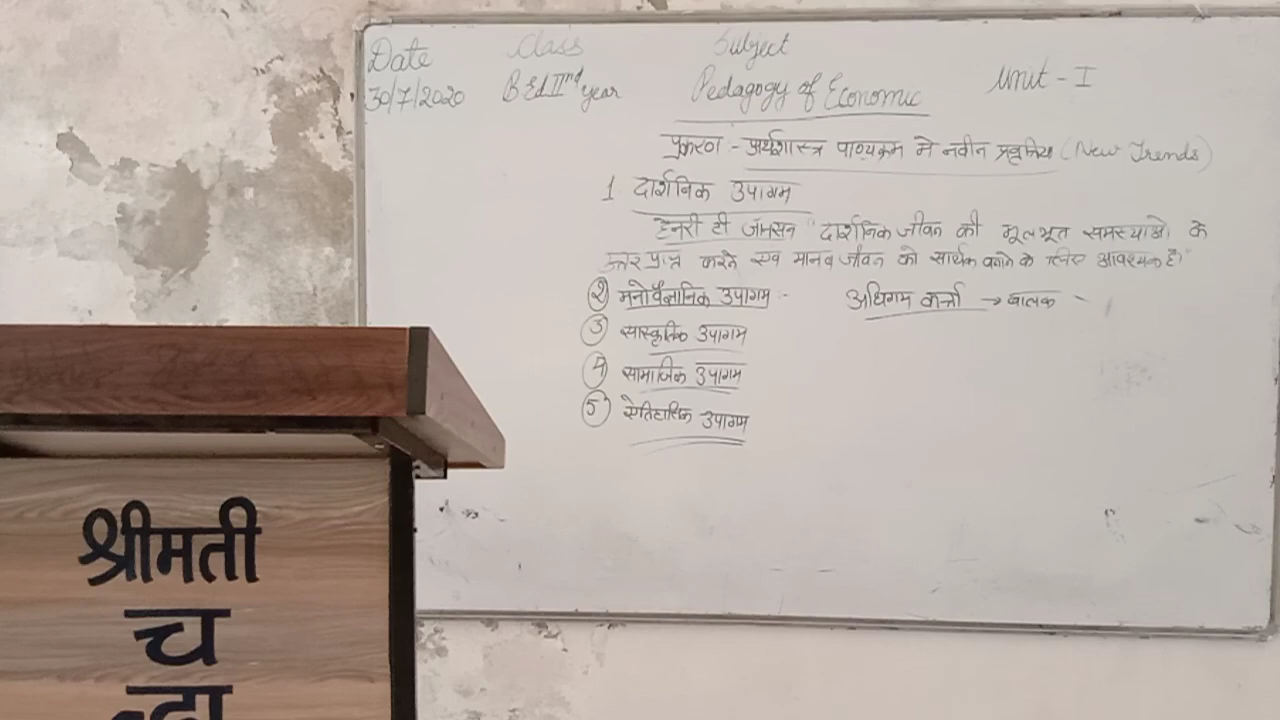 Date Class Subject
30/7/2020 B Ed IInd year Pedagogy of Economic Unit - I
प्रकरण - अर्थशास्त्र पाठ्यक्रम मे नवीन प्रवृत्तिया (New Trends)
1 दार्शनिक उपागम
हेनरी टी जॉनसन "दार्शनिक जीवन की मूलभूत समस्याओं के
उत्तर प्राप्त करने एव मानव जीवन को सार्थक बनाने के लिए आवश्यक है।"
② मनोवैज्ञानिक उपागम :- अधिगम कर्ता → बालक
③ सास्कृतिक उपागम
④ सामाजिक उपागम
⑤ ऐतिहासिक उपागम
श्रीमती
च